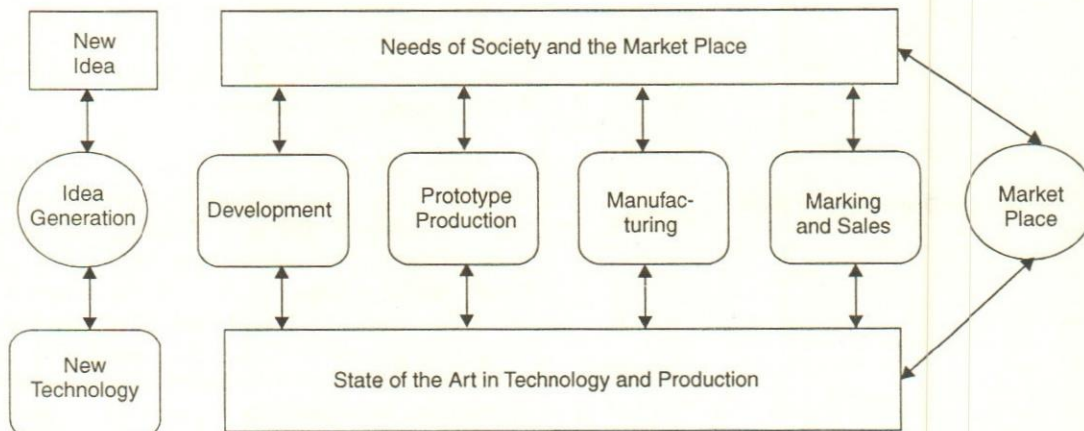 New
Idea
Needs of Society and the Market Place
Idea
Generation
Development
Prototype
Production
Manufac-
turing
Marking
and Sales
Market
Place
New
Technology
State of the Art in Technology and Production